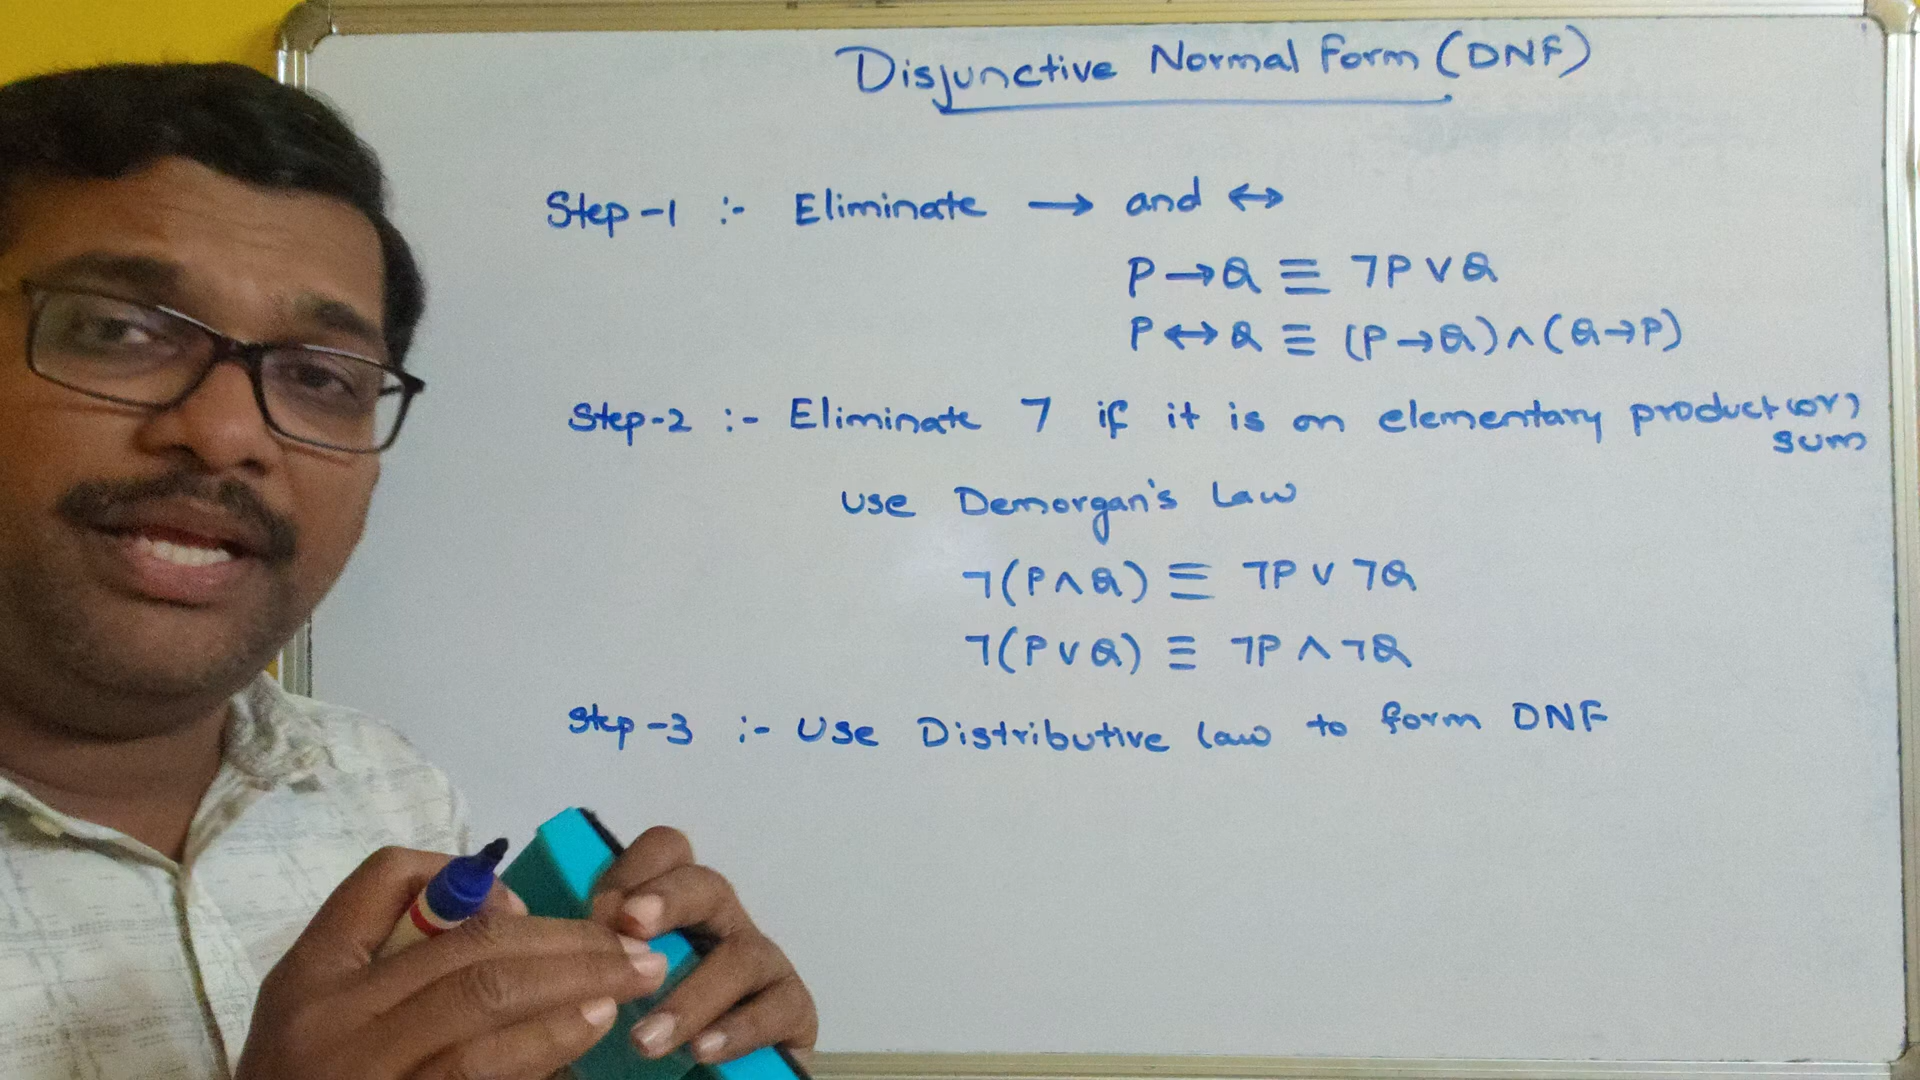 Disjunctive Normal Form (DNF)
Step-1 :- Eliminate → and ↔
P→Q ≡ ¬P∨Q
P↔Q ≡ (P→Q)∧(Q→P)
Step-2 :- Eliminate ¬ if it is on elementary product (or)
sum
use Demorgan's Law
¬(P∧Q) ≡ ¬P ∨ ¬Q
¬(P∨Q) ≡ ¬P ∧ ¬Q
Step-3 :- Use Distributive law to form DNF